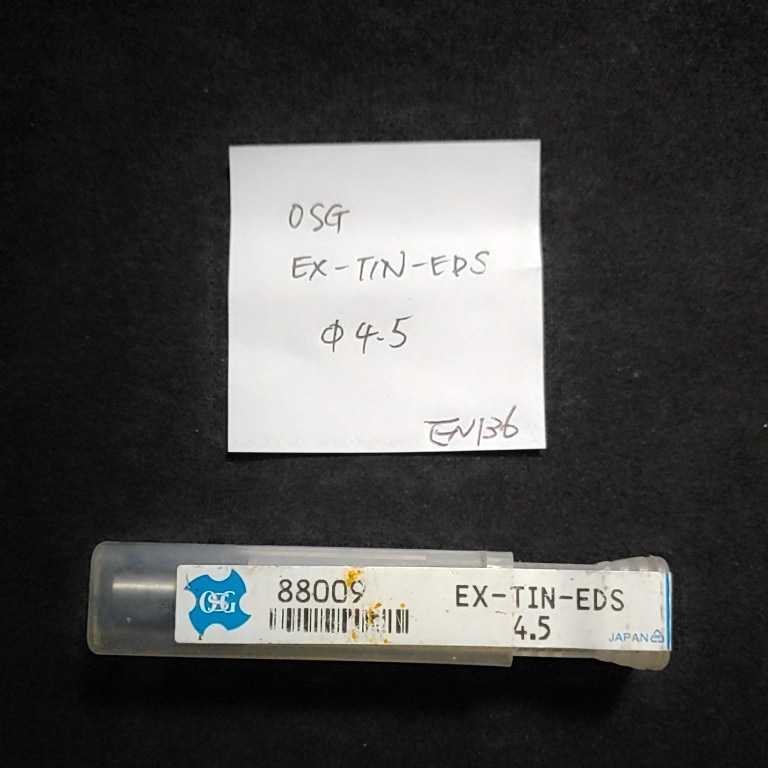 OSG
EX-TIN-EDS
Φ4.5
EN136
OSG
88009
EX-TIN-EDS
4.5
JAPAN